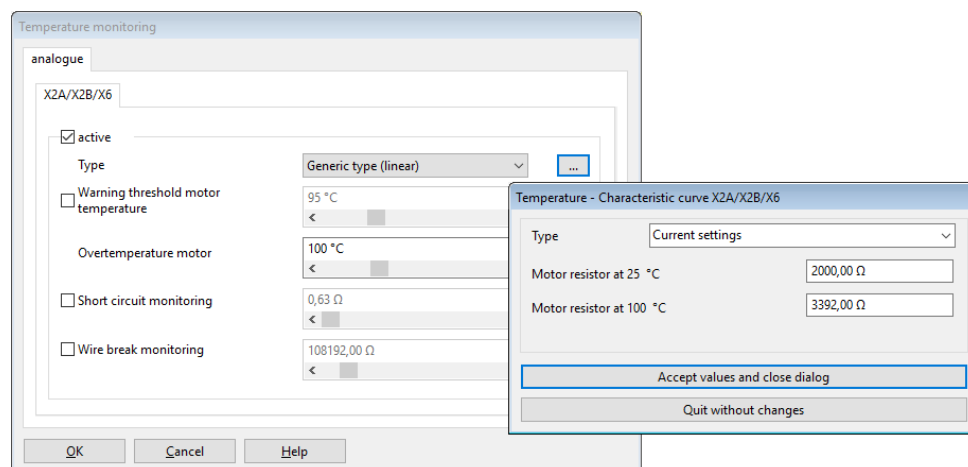 Temperature monitoring
analogue
X2A/X2B/X6
active
Type Generic type (linear) ...
Warning threshold motor
temperature
95 °C
<
Overtemperature motor
100 °C
<
Short circuit monitoring
0,63 Ω
<
Wire break monitoring
108192,00 Ω
<
OK Cancel Help
Temperature - Characteristic curve X2A/X2B/X6
Type Current settings
Motor resistor at 25 °C 2000,00 Ω
Motor resistor at 100 °C 3392,00 Ω
Accept values and close dialog
Quit without changes